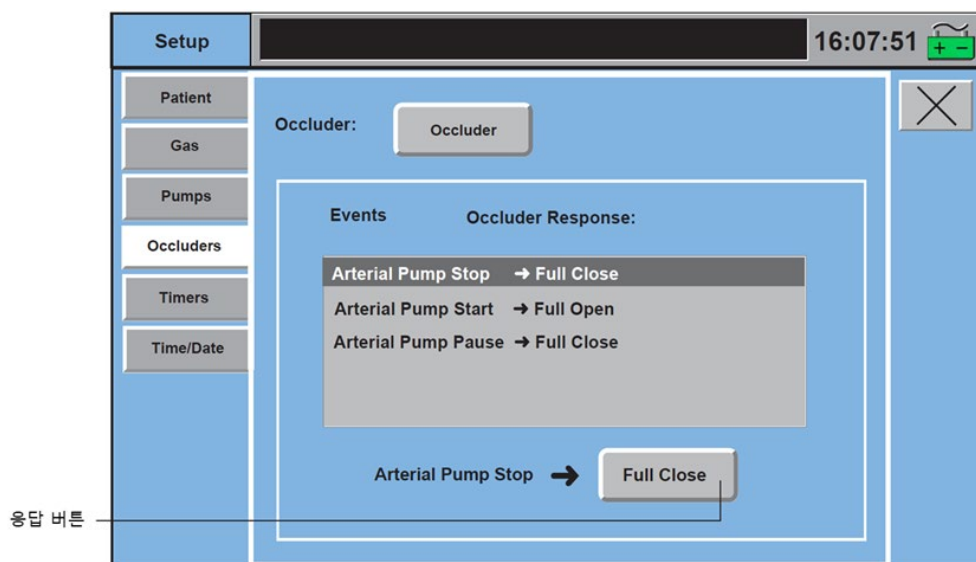 Setup
16:07:51
+ -
Patient
Gas
Pumps
Occluders
Timers
Time/Date
Occluder:
Occluder
Events
Occluder Response:
Arterial Pump Stop ➔ Full Close
Arterial Pump Start ➔ Full Open
Arterial Pump Pause ➔ Full Close
Arterial Pump Stop ➔ Full Close
응답 버튼